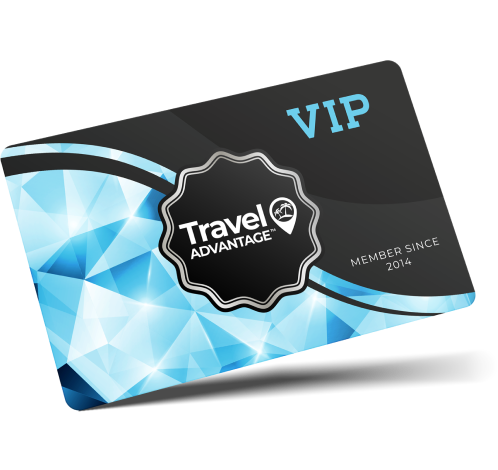 VIP
Travel
ADVANTAGE™
MEMBER SINCE
2014